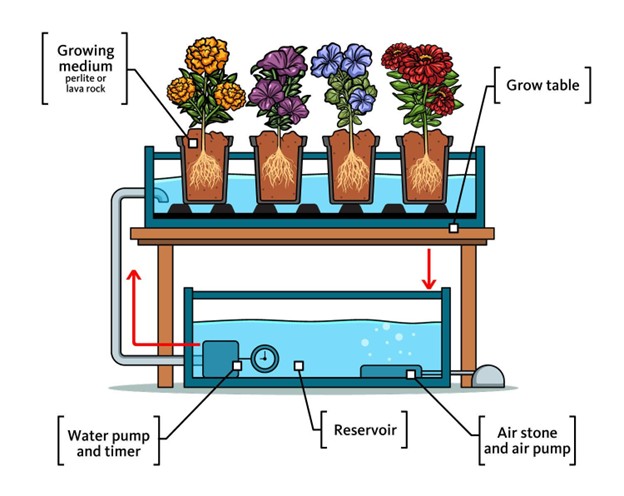 Growing
medium
perlite or
lava rock
Grow table
Water pump
and timer
Reservoir
Air stone
and air pump